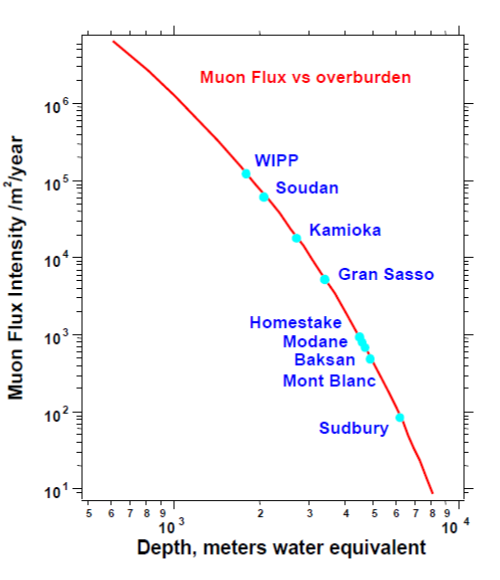 Muon Flux vs overburden
Muon Flux Intensity /m²/year
10⁶
10⁵
10⁴
10³
10²
10¹
WIPP
Soudan
Kamioka
Gran Sasso
Homestake
Modane
Baksan
Mont Blanc
Sudbury
5 6 7 8 9 10³ 2 3 4 5 6 7 8 9 10⁴
Depth, meters water equivalent